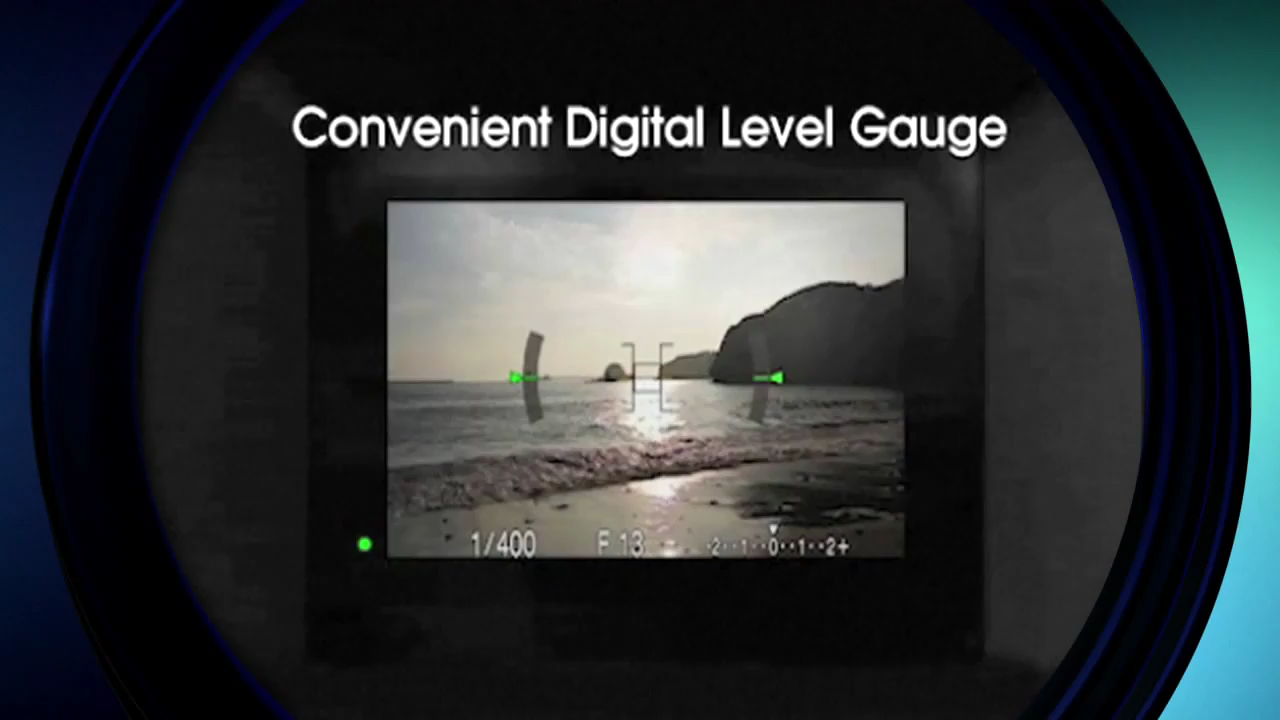 Convenient Digital Level Gauge
1/400 F 13 -2··1··0··1··2+